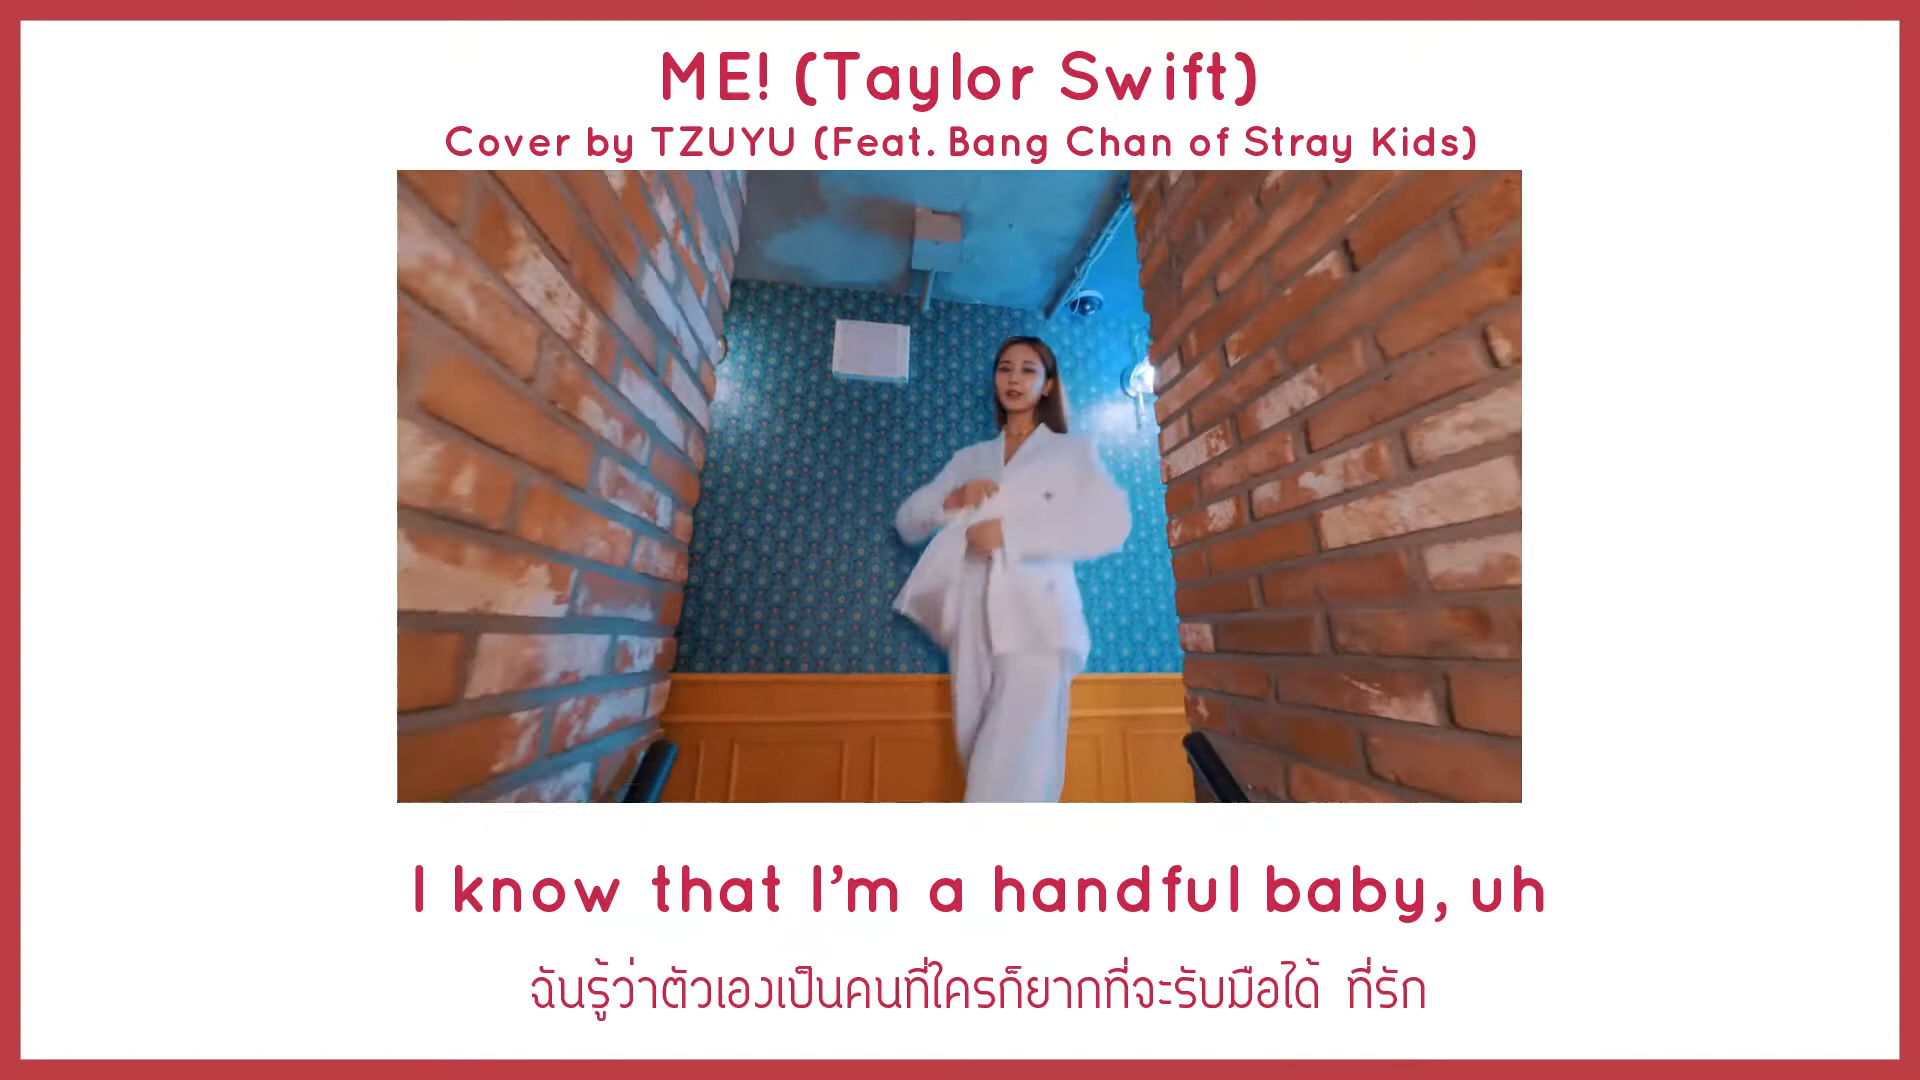 ME! (Taylor Swift)
Cover by TZUYU (Feat. Bang Chan of Stray Kids)
I know that I'm a handful baby, uh
ฉันรู้ว่าตัวเองเป็นคนที่ใครก็ยากที่จะรับมือได้ ที่รัก